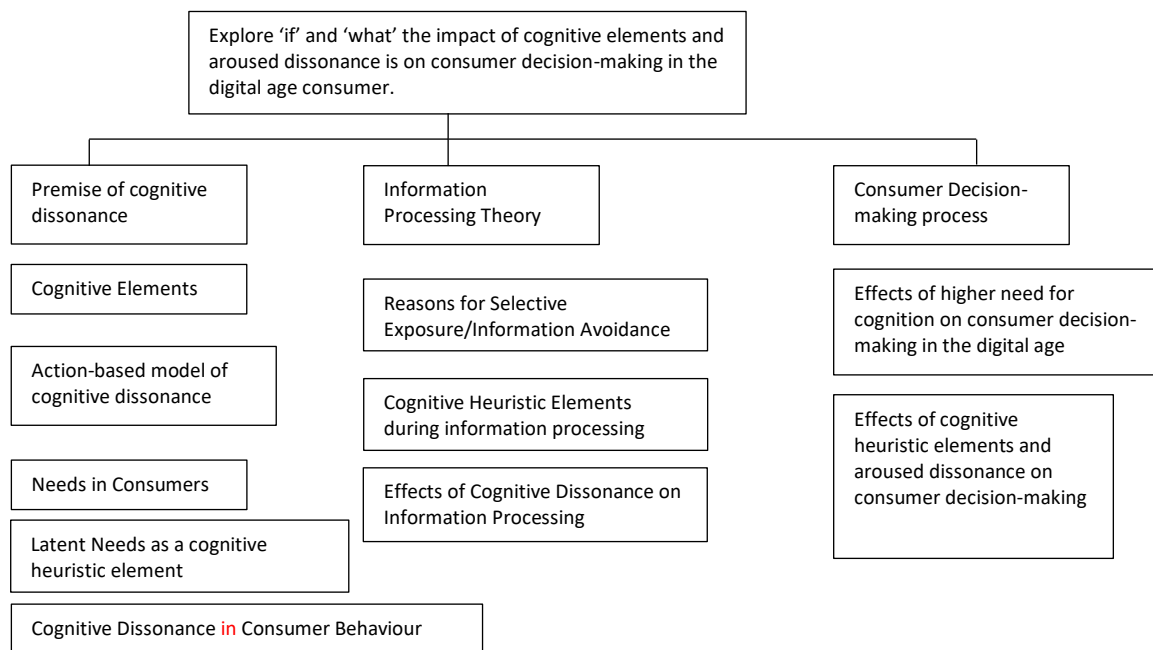 Explore ‘if’ and ‘what’ the impact of cognitive elements and
aroused dissonance is on consumer decision-making in the
digital age consumer.
Premise of cognitive
dissonance
Cognitive Elements
Action-based model of
cognitive dissonance
Needs in Consumers
Latent Needs as a cognitive
heuristic element
Cognitive Dissonance in Consumer Behaviour
Information
Processing Theory
Reasons for Selective
Exposure/Information Avoidance
Cognitive Heuristic Elements
during information processing
Effects of Cognitive Dissonance on
Information Processing
Consumer Decision-
making process
Effects of higher need for
cognition on consumer decision-
making in the digital age
Effects of cognitive
heuristic elements and
aroused dissonance on
consumer decision-making